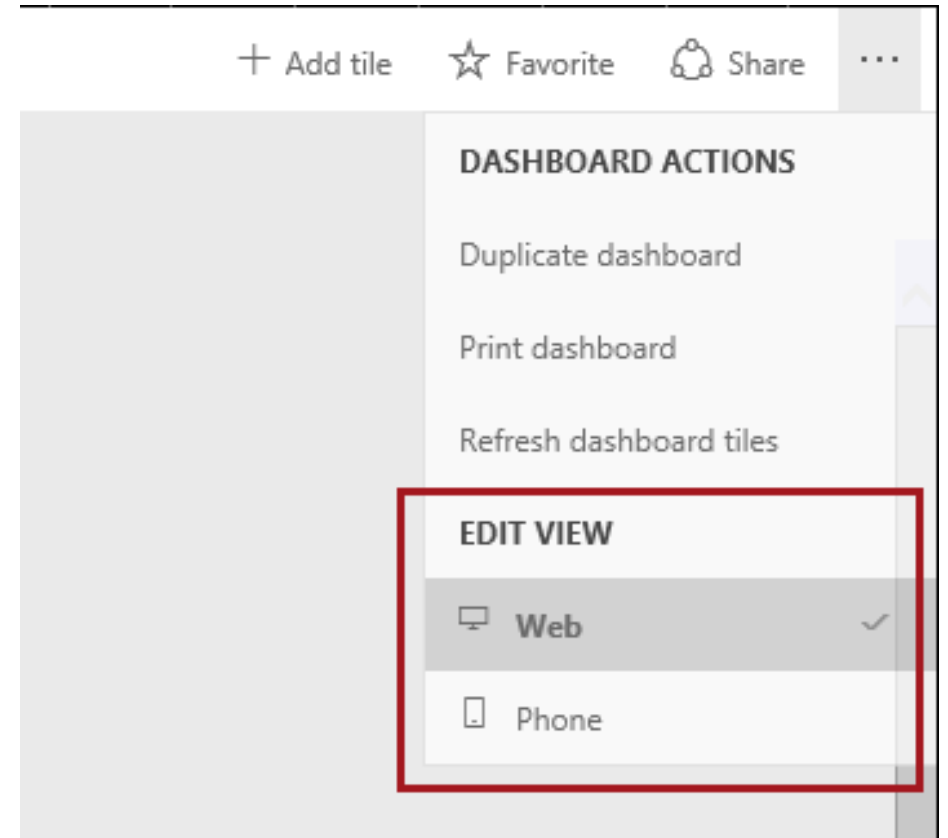 + Add tile Favorite Share ...
DASHBOARD ACTIONS
Duplicate dashboard
Print dashboard
Refresh dashboard tiles
EDIT VIEW
Web
Phone